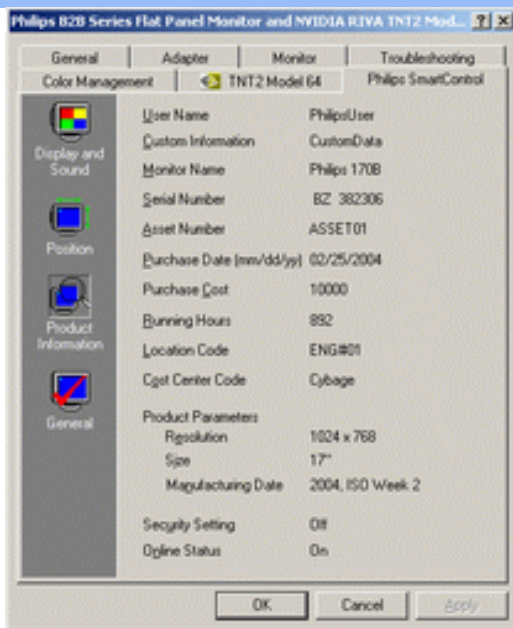 Philips B2B Series Flat Panel Monitor and NVIDIA RIVA TNT2 Mod...
General Adapter Monitor Troubleshooting
Color Management TNT2 Model 64 Philips SmartControl
Display and
Sound
Position
Product
Information
General
User Name PhilipsUser
Custom Information CustomData
Monitor Name Philips 170B
Serial Number BZ 382306
Asset Number ASSET01
Purchase Date (mm/dd/yy) 02/25/2004
Purchase Cost 10000
Running Hours 892
Location Code ENG#01
Cost Center Code Cybage
Product Parameters
Resolution 1024 x 768
Size 17"
Manufacturing Date 2004, ISO Week 2
Security Setting Off
Online Status On
OK Cancel Apply